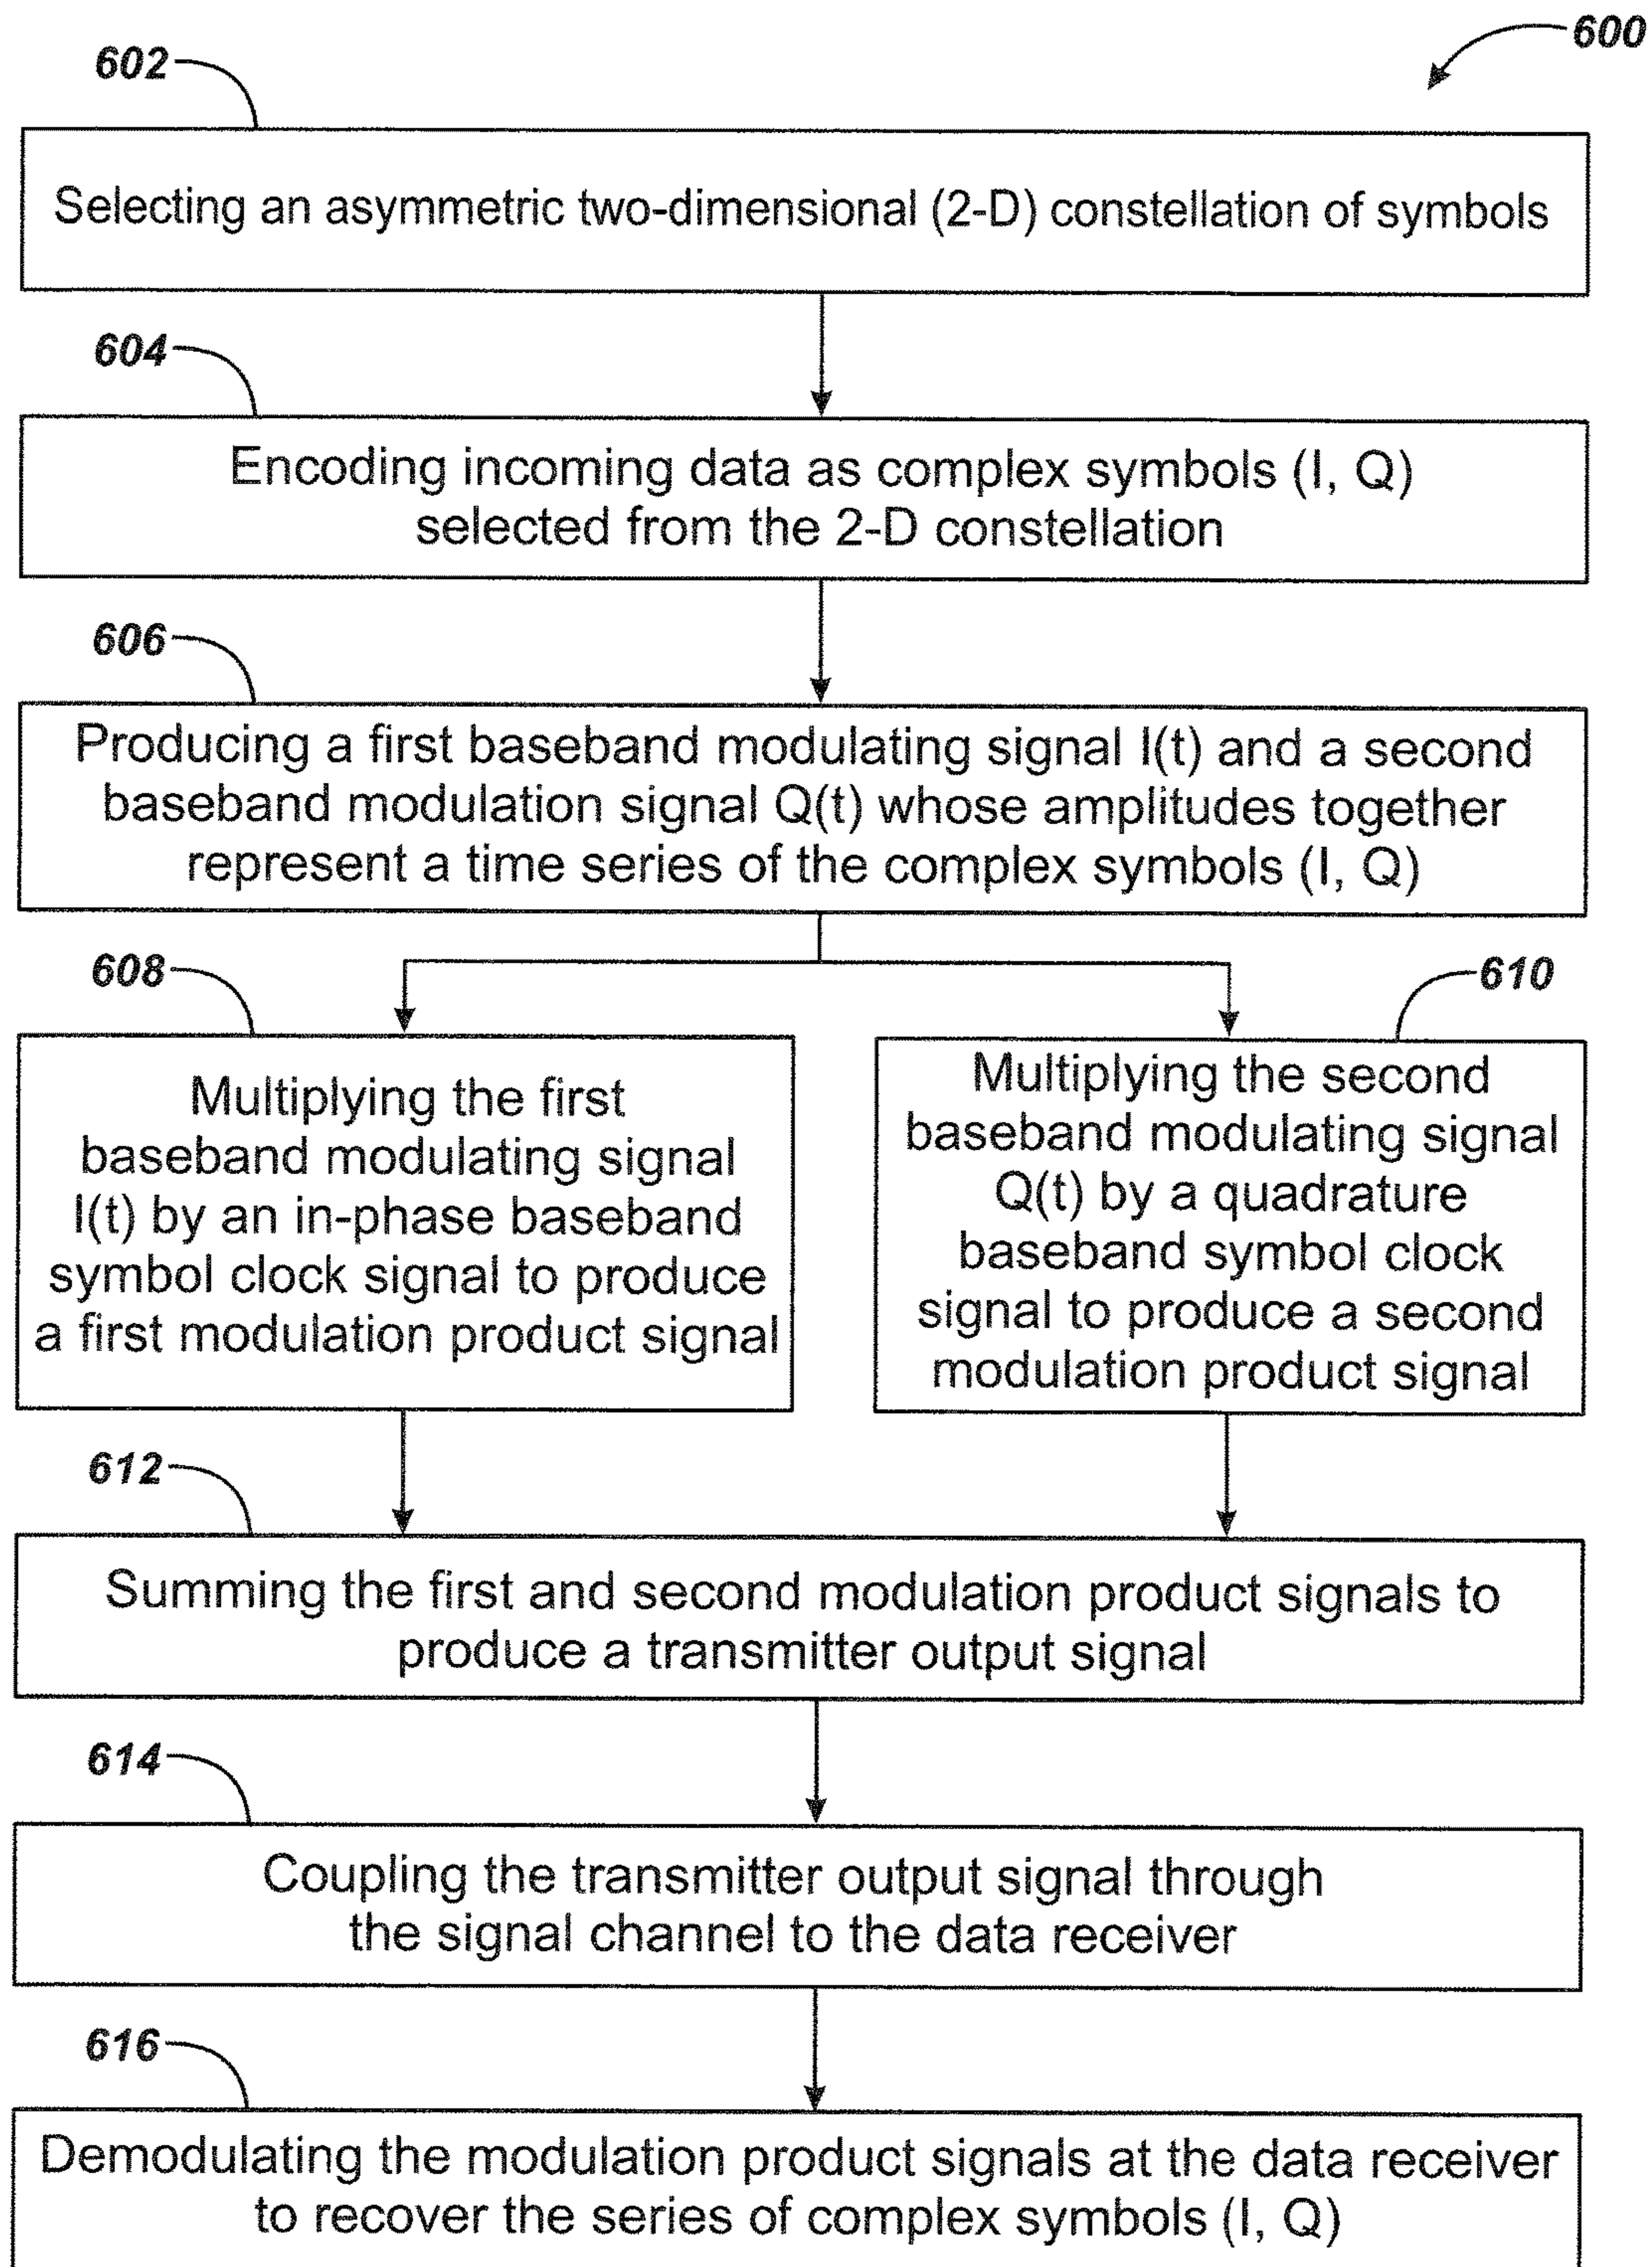 600
602
Selecting an asymmetric two-dimensional (2-D) constellation of symbols
604
Encoding incoming data as complex symbols (I, Q)
selected from the 2-D constellation
606
Producing a first baseband modulating signal I(t) and a second
baseband modulation signal Q(t) whose amplitudes together
represent a time series of the complex symbols (I, Q)
608
Multiplying the first
baseband modulating signal
I(t) by an in-phase baseband
symbol clock signal to produce
a first modulation product signal
610
Multiplying the second
baseband modulating signal
Q(t) by a quadrature
baseband symbol clock
signal to produce a second
modulation product signal
612
Summing the first and second modulation product signals to
produce a transmitter output signal
614
Coupling the transmitter output signal through
the signal channel to the data receiver
616
Demodulating the modulation product signals at the data receiver
to recover the series of complex symbols (I, Q)